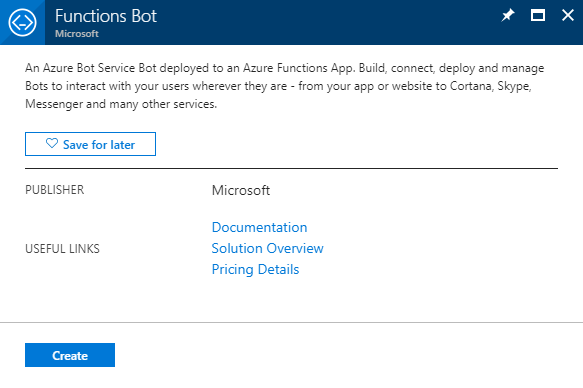 Functions Bot
Microsoft
An Azure Bot Service Bot deployed to an Azure Functions App. Build, connect, deploy and manage
Bots to interact with your users wherever they are - from your app or website to Cortana, Skype,
Messenger and many other services.
Save for later
PUBLISHER Microsoft
Documentation
USEFUL LINKS Solution Overview
Pricing Details
Create